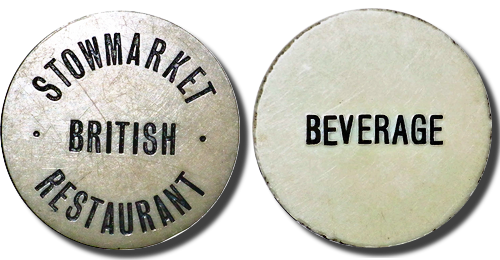 STOWMARKET
· BRITISH ·
RESTAURANT
BEVERAGE